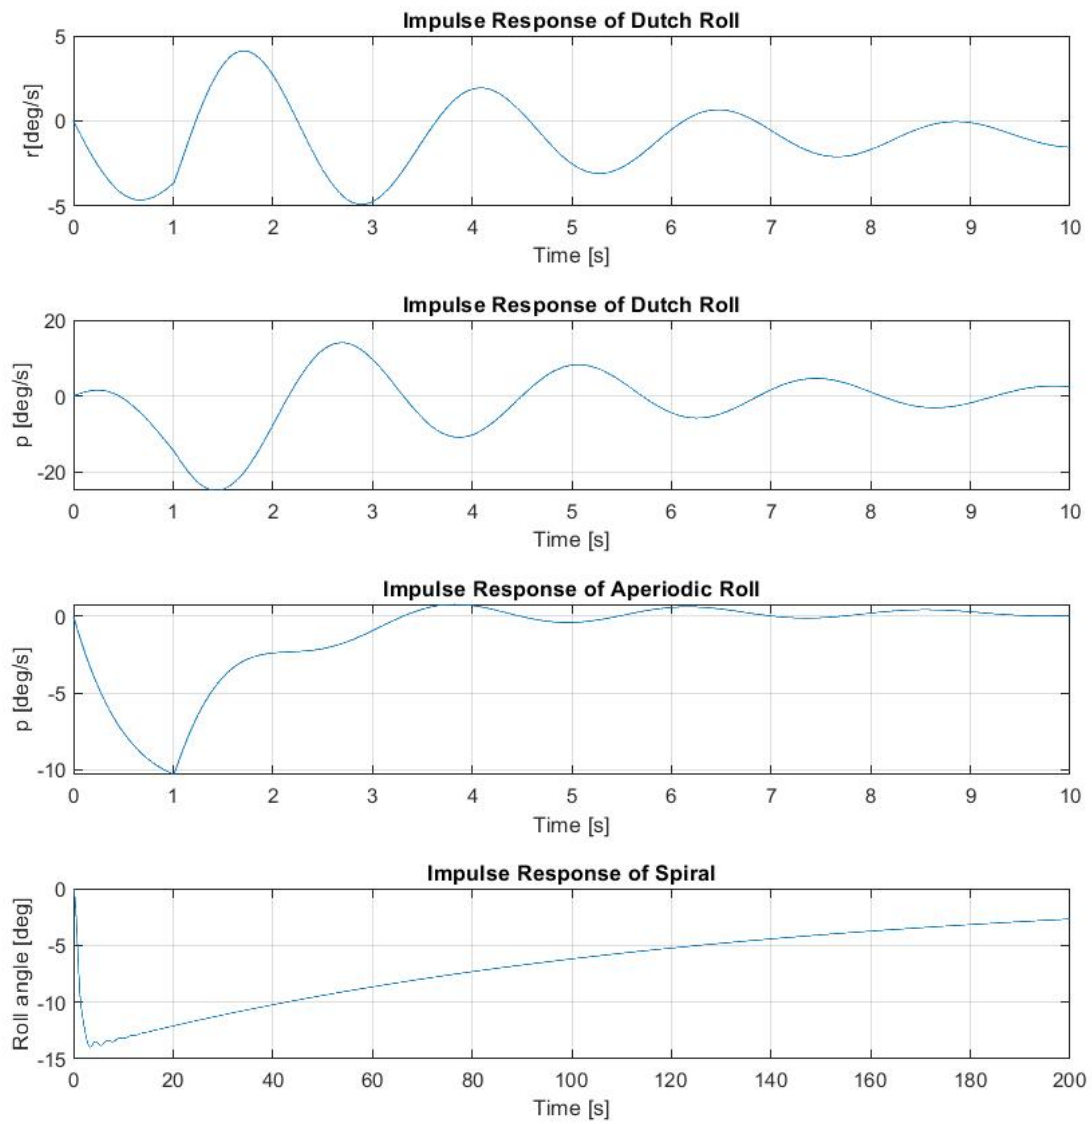 Impulse Response of Dutch Roll
5
0
-5
r[deg/s]
0 1 2 3 4 5 6 7 8 9 10
Time [s]
Impulse Response of Dutch Roll
20
0
-20
p [deg/s]
0 1 2 3 4 5 6 7 8 9 10
Time [s]
Impulse Response of Aperiodic Roll
0
-5
-10
p [deg/s]
0 1 2 3 4 5 6 7 8 9 10
Time [s]
Impulse Response of Spiral
0
-5
-10
-15
Roll angle [deg]
0 20 40 60 80 100 120 140 160 180 200
Time [s]